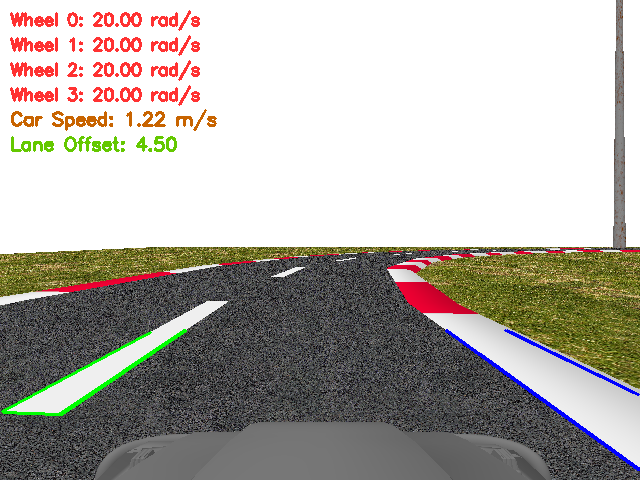 Wheel 0: 20.00 rad/s
Wheel 1: 20.00 rad/s
Wheel 2: 20.00 rad/s
Wheel 3: 20.00 rad/s
Car Speed: 1.22 m/s
Lane Offset: 4.50